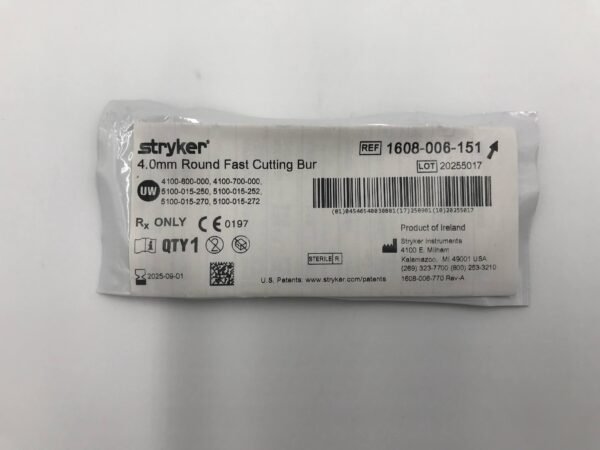 stryker®
4.0mm Round Fast Cutting Bur
REF 1608-006-151
LOT 20255017
UW
4100-600-000, 4100-700-000,
5100-015-250, 5100-015-252,
5100-015-270, 5100-015-272
Rx ONLY CE 0197
QTY 1 2
2025-09-01
STERILE R
U.S. Patents: www.stryker.com/patents
Product of Ireland
Stryker Instruments
4100 E. Milham
Kalamazoo, MI 49001 USA
(269) 323-7700 (800) 253-3210
1608-006-770 Rev-A